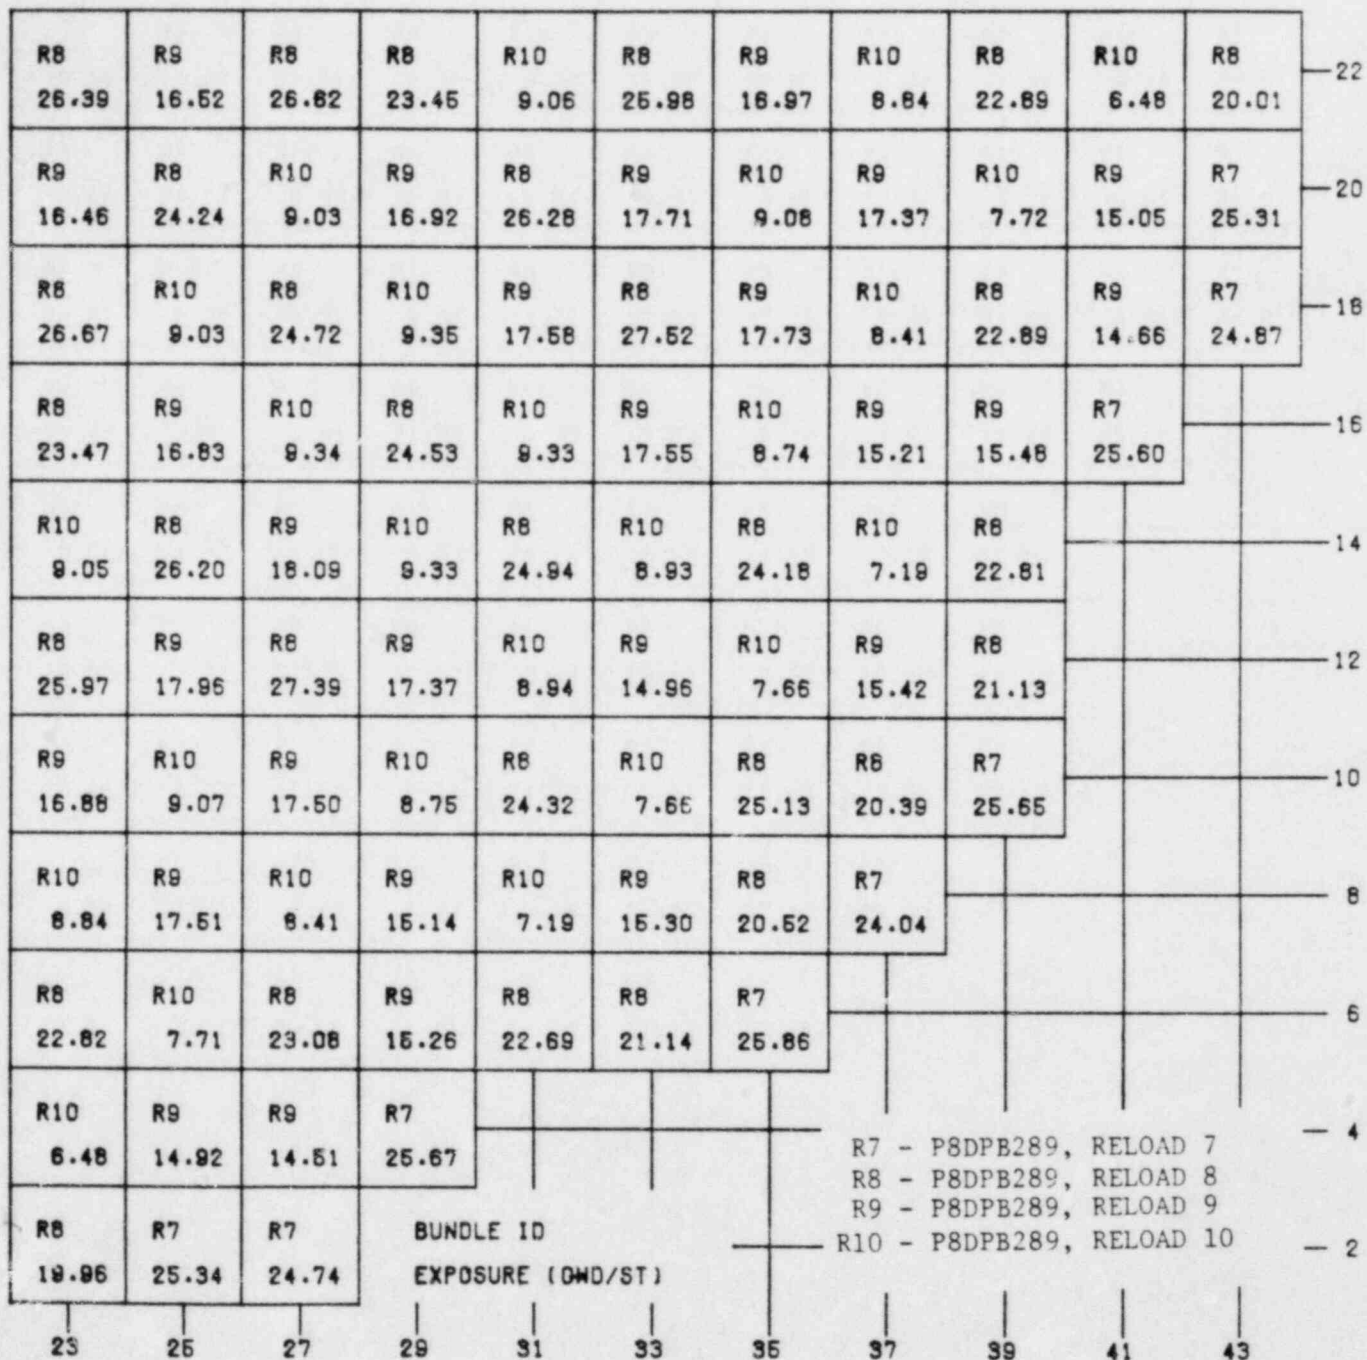 R8 R9 R8 R8 R10 R8 R9 R10 R8 R10 R8
22
26.39 16.52 26.62 23.45 9.06 25.98 16.97 8.84 22.89 6.48 20.01
R9 R8 R10 R9 R8 R9 R10 R9 R10 R9 R7
20
16.46 24.24 9.03 16.92 26.28 17.71 9.08 17.37 7.72 15.05 25.31
R8 R10 R8 R10 R9 R8 R9 R10 R8 R9 R7
18
26.67 9.03 24.72 9.35 17.58 27.52 17.73 8.41 22.89 14.66 24.87
R8 R9 R10 R8 R10 R9 R10 R9 R9 R7
16
23.47 16.83 9.34 24.53 9.33 17.55 8.74 15.21 15.48 25.60
R10 R8 R9 R10 R8 R10 R8 R10 R8
14
9.05 26.20 18.09 9.33 24.94 8.93 24.18 7.19 22.81
R8 R9 R8 R9 R10 R9 R10 R9 R8
12
25.97 17.96 27.39 17.37 8.94 14.96 7.66 15.42 21.13
R9 R10 R9 R10 R8 R10 R8 R8 R7
10
16.88 9.07 17.50 8.75 24.32 7.66 25.13 20.39 25.65
R10 R9 R10 R9 R10 R9 R8 R7
8
8.84 17.51 8.41 15.14 7.19 15.30 20.52 24.04
R8 R10 R8 R9 R8 R8 R7
6
22.82 7.71 23.08 15.26 22.69 21.14 25.86
R10 R9 R9 R7
4
6.48 14.92 14.51 25.67
R7 - P8DPB289, RELOAD 7
R8 - P8DPB289, RELOAD 8
R9 - P8DPB289, RELOAD 9
R10 - P8DPB289, RELOAD 10
R8 R7 R7
2
19.96 25.34 24.74
BUNDLE ID
EXPOSURE (GWD/ST)
23 25 27 29 31 33 35 37 39 41 43